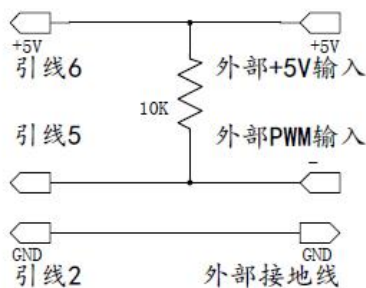 +5V +5V
引线6 外部+5V输入
10K
引线5 外部PWM输入
GND GND
引线2 外部接地线